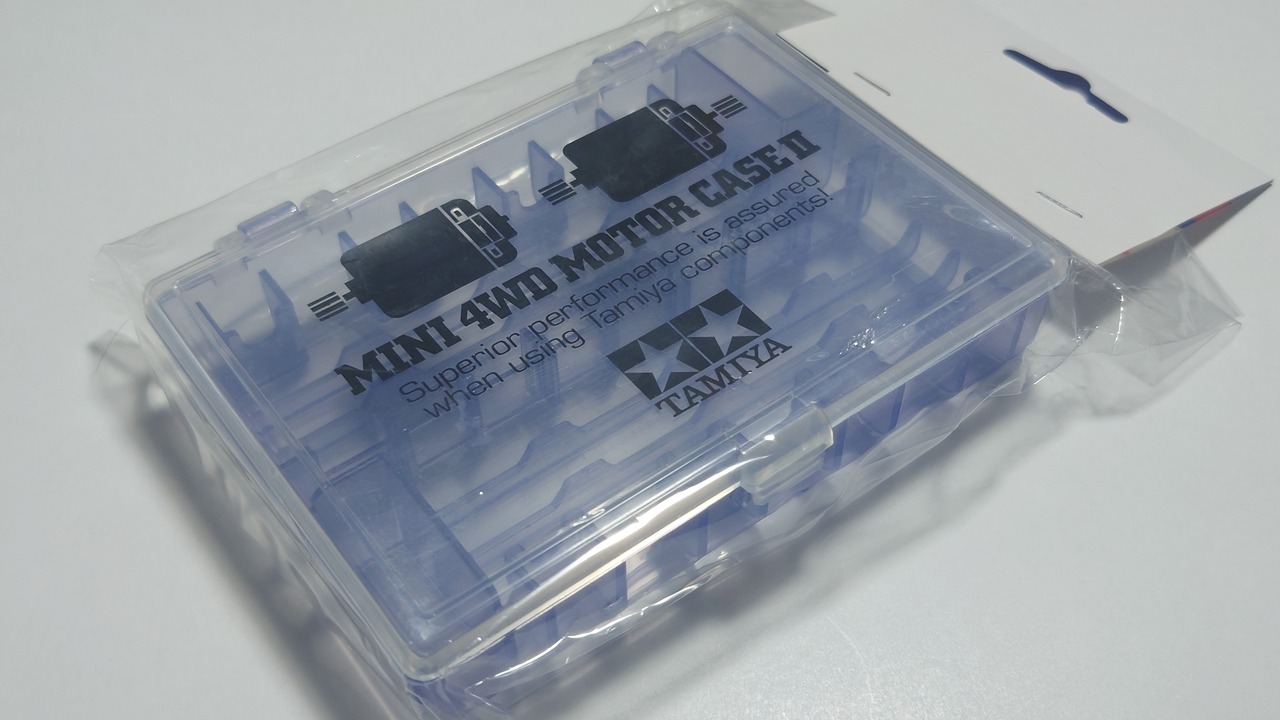 MINI 4WD MOTOR CASE II
Superior performance is assured
when using Tamiya components!
TAMIYA